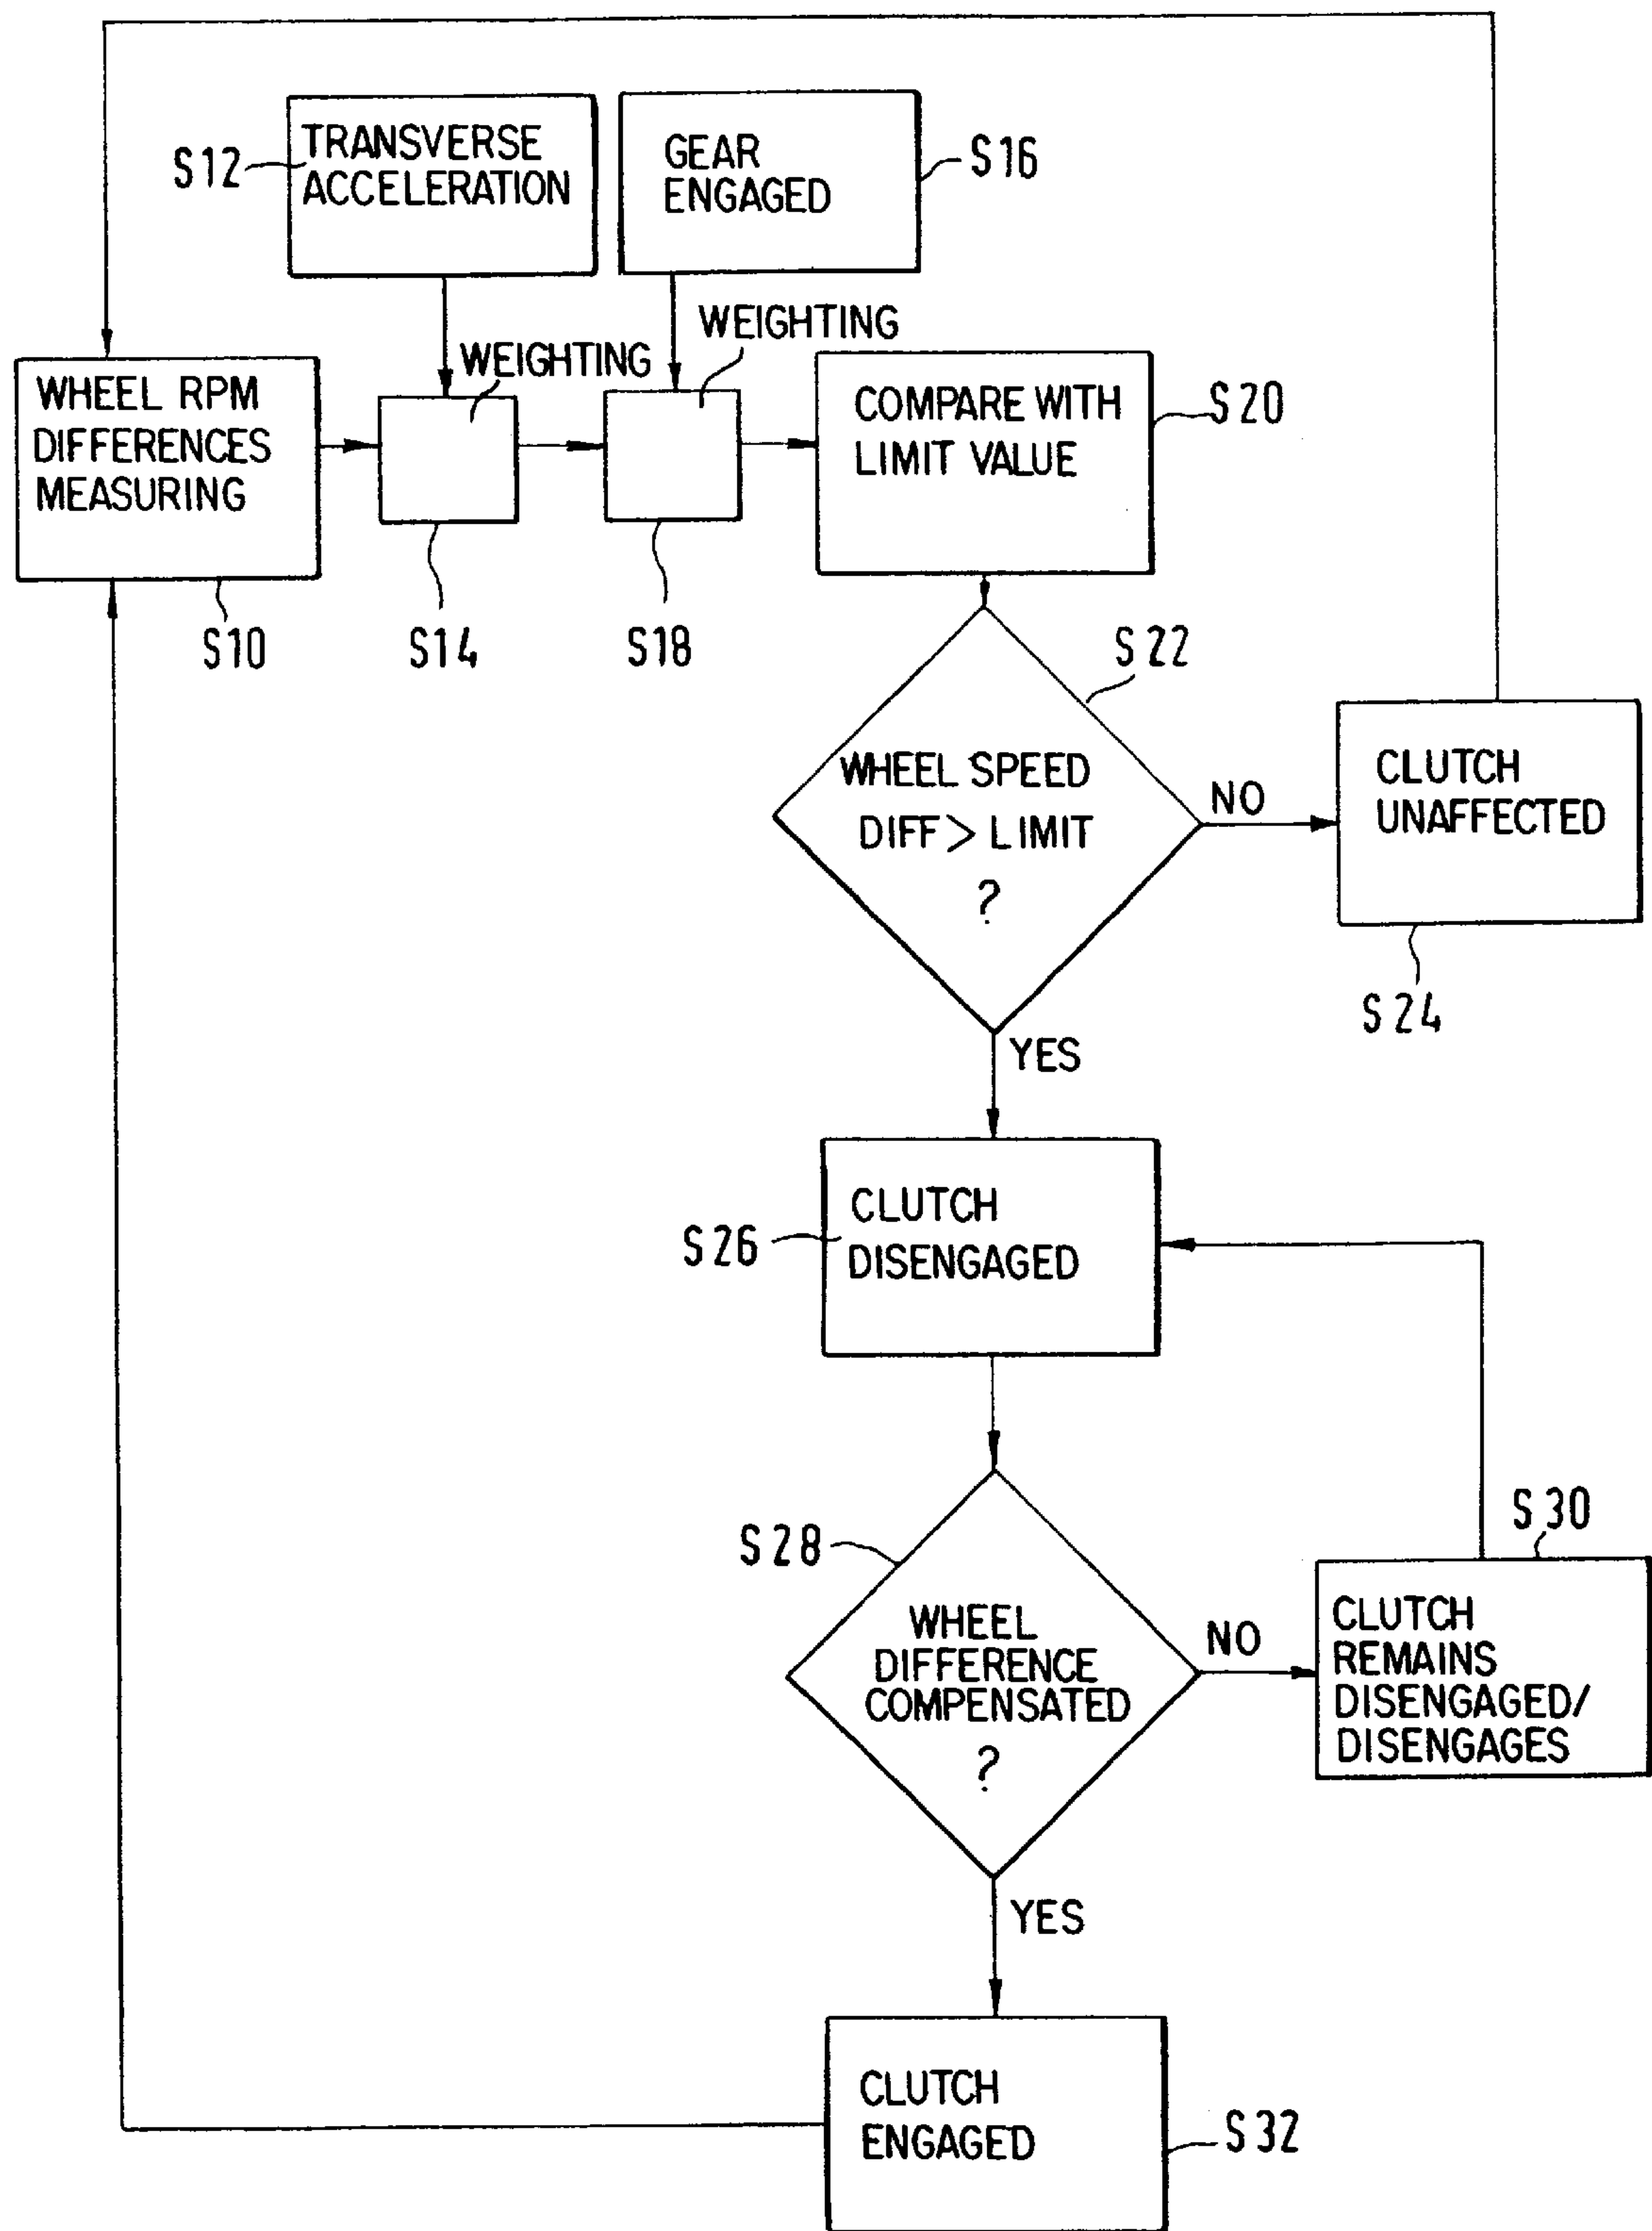 S12
TRANSVERSE
ACCELERATION
GEAR
ENGAGED
S16
WEIGHTING
WEIGHTING
WHEEL RPM
DIFFERENCES
MEASURING
COMPARE WITH
LIMIT VALUE
S20
S10
S14
S18
S22
WHEEL SPEED
DIFF > LIMIT
?
NO
CLUTCH
UNAFFECTED
S24
YES
S26
CLUTCH
DISENGAGED
S28
WHEEL
DIFFERENCE
COMPENSATED
?
NO
S30
CLUTCH
REMAINS
DISENGAGED/
DISENGAGES
YES
CLUTCH
ENGAGED
S32